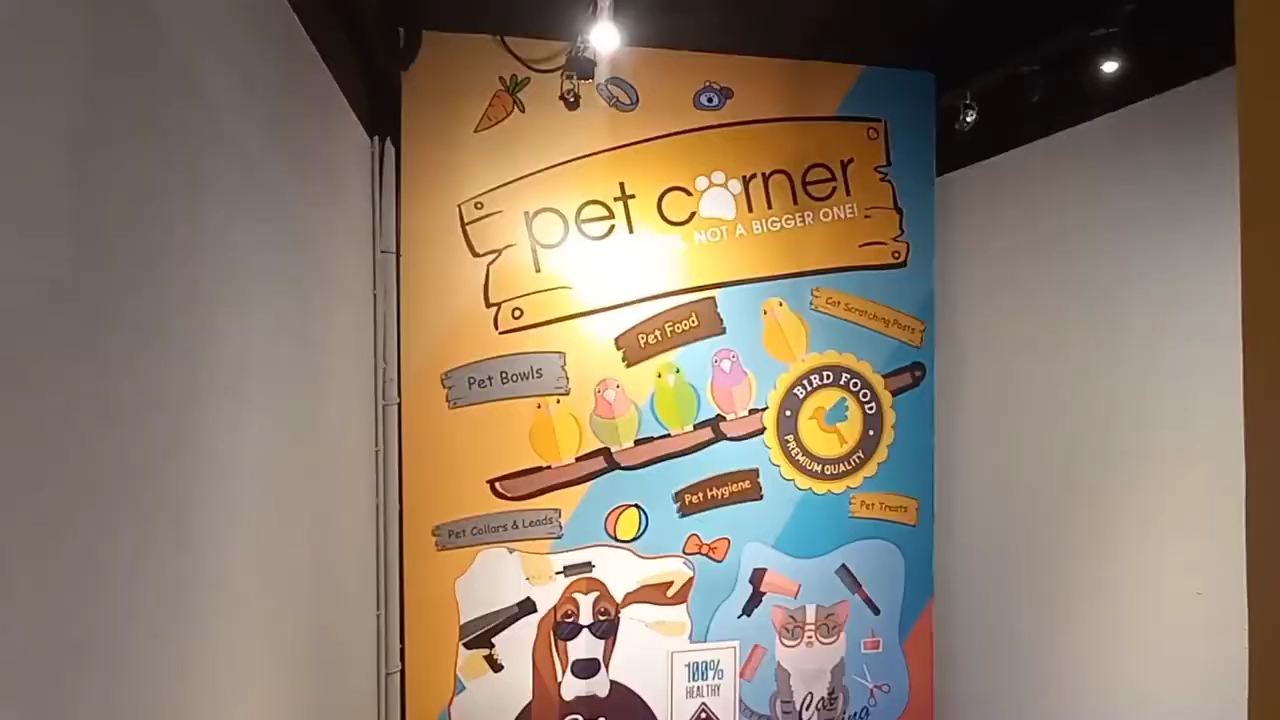 pet corner
NOT A BIGGER ONE!
Cat Scratching Posts
Pet Food
Pet Bowls
BIRD FOOD
PREMIUM QUALITY
Pet Hygiene
Pet Treats
Pet Collars & Leads
100%
HEALTHY
Cat